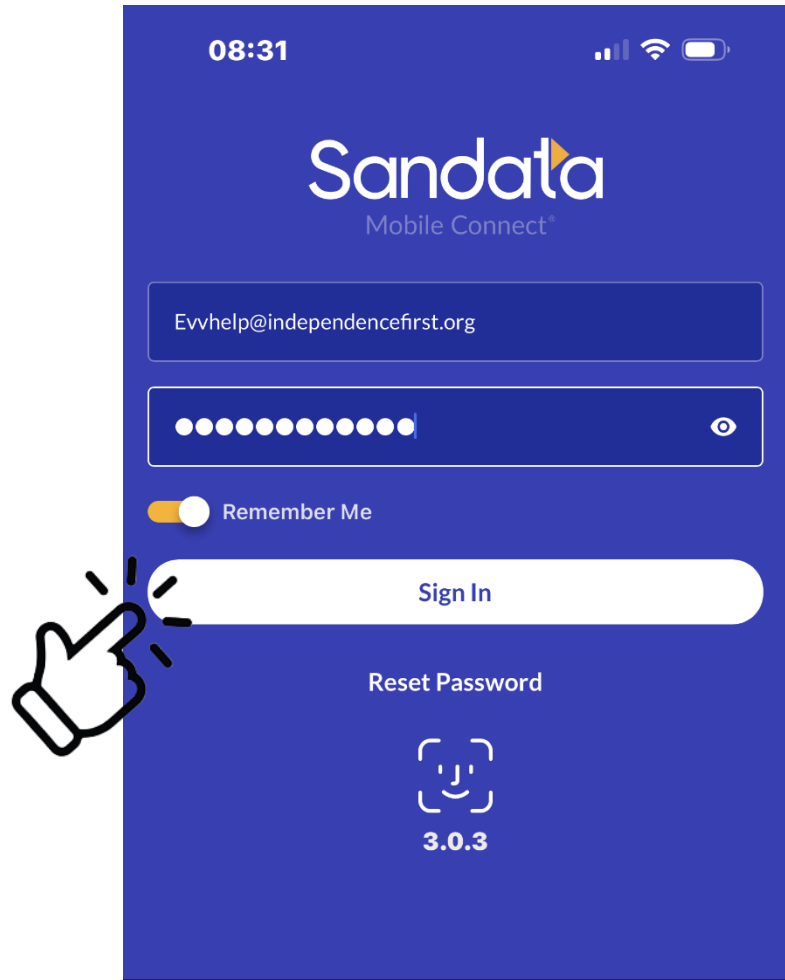 08:31
Sandata
Mobile Connect®
Evvhelp@independencefirst.org
Remember Me
Sign In
Reset Password
3.0.3